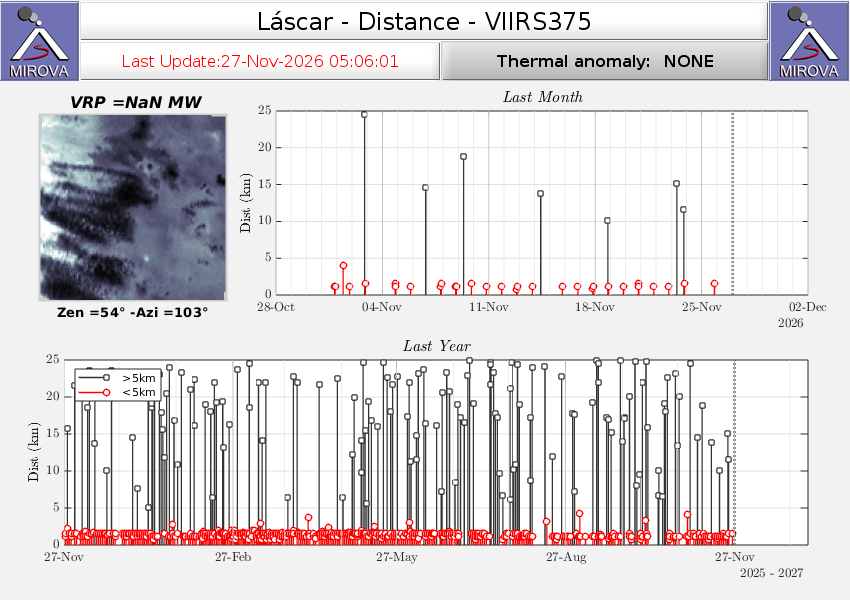 MIROVA
Láscar - Distance - VIIRS375
MIROVA
Last Update:27-Nov-2026 05:06:01
Thermal anomaly: NONE
VRP =NaN MW
Zen =54° -Azi =103°
Last Month
Dist (km)
25
20
15
10
5
0
28-Oct
04-Nov
11-Nov
18-Nov
25-Nov
02-Dec
2026
Last Year
Dist (km)
25
20
15
10
5
0
>5km
<5km
27-Nov
27-Feb
27-May
27-Aug
27-Nov
2025 - 2027